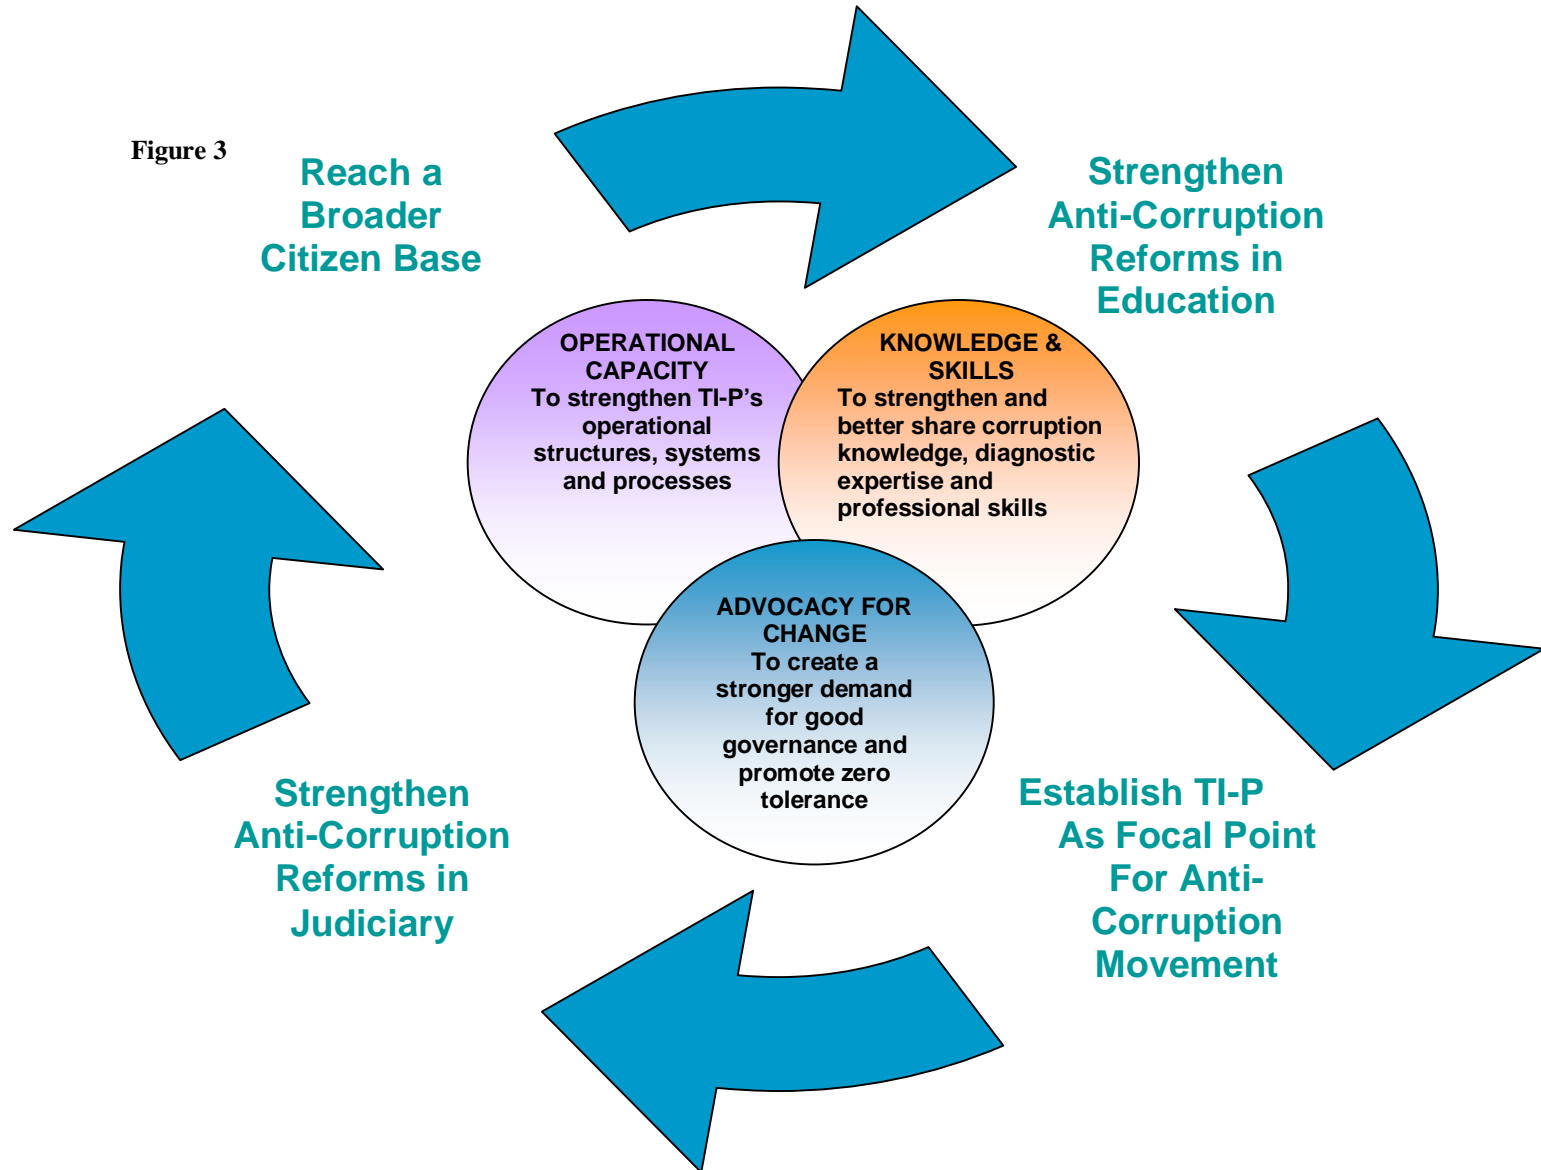 Figure 3
Reach a
Broader
Citizen Base
Strengthen
Anti-Corruption
Reforms in
Education
OPERATIONAL
CAPACITY
To strengthen TI-P’s
operational
structures, systems
and processes
KNOWLEDGE &
SKILLS
To strengthen and
better share corruption
knowledge, diagnostic
expertise and
professional skills
ADVOCACY FOR
CHANGE
To create a
stronger demand
for good
governance and
promote zero
tolerance
Strengthen
Anti-Corruption
Reforms in
Judiciary
Establish TI-P
As Focal Point
For Anti-
Corruption
Movement